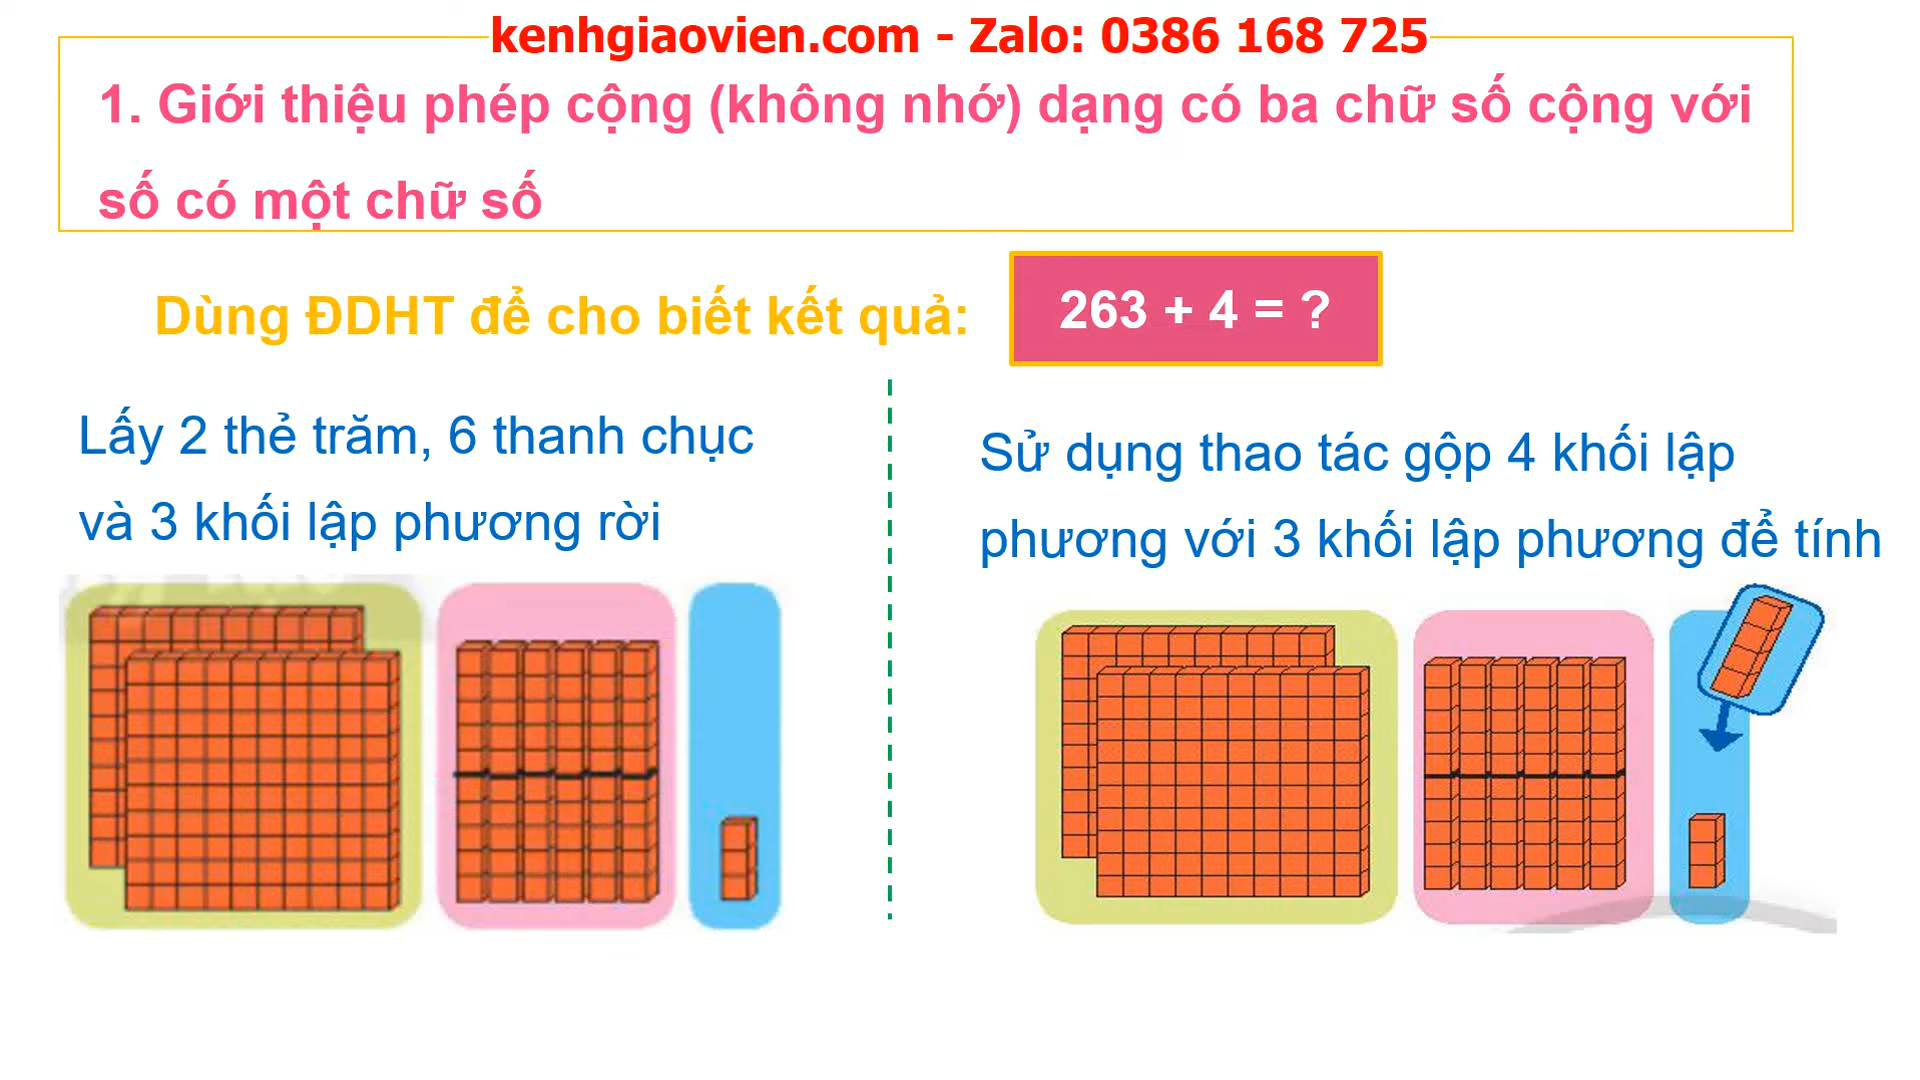 kenhgiaovien.com - Zalo: 0386 168 725
1. Giới thiệu phép cộng (không nhớ) dạng có ba chữ số cộng với
số có một chữ số
Dùng ĐDHT để cho biết kết quả:
263 + 4 = ?
Lấy 2 thẻ trăm, 6 thanh chục
và 3 khối lập phương rời
Sử dụng thao tác gộp 4 khối lập
phương với 3 khối lập phương để tính